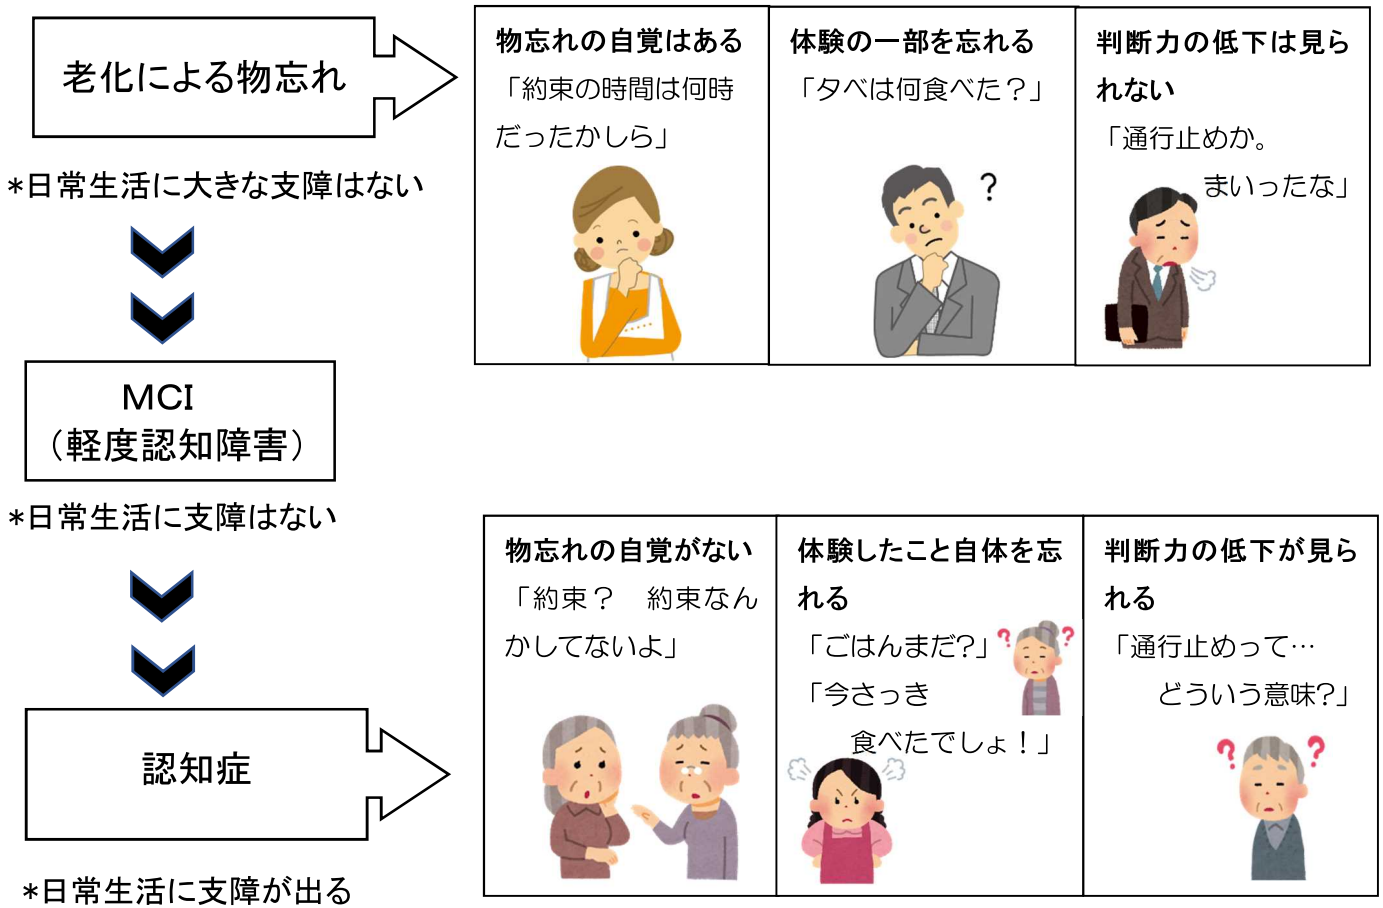 老化による物忘れ
*日常生活に大きな支障はない
物忘れの自覚はある
「約束の時間は何時
だったかしら」
体験の一部を忘れる
「夕べは何食べた？」
?
判断力の低下は見ら
れない
「通行止めか。
まいったな」
MCI
（軽度認知障害）
*日常生活に支障はない
認知症
*日常生活に支障が出る
物忘れの自覚がない
「約束？　約束なん
かしてないよ」
体験したこと自体を忘
れる
「ごはんまだ?」
? ?
「今さっき
食べたでしょ！」
判断力の低下が見ら
れる
「通行止めって…
どういう意味?」
? ?